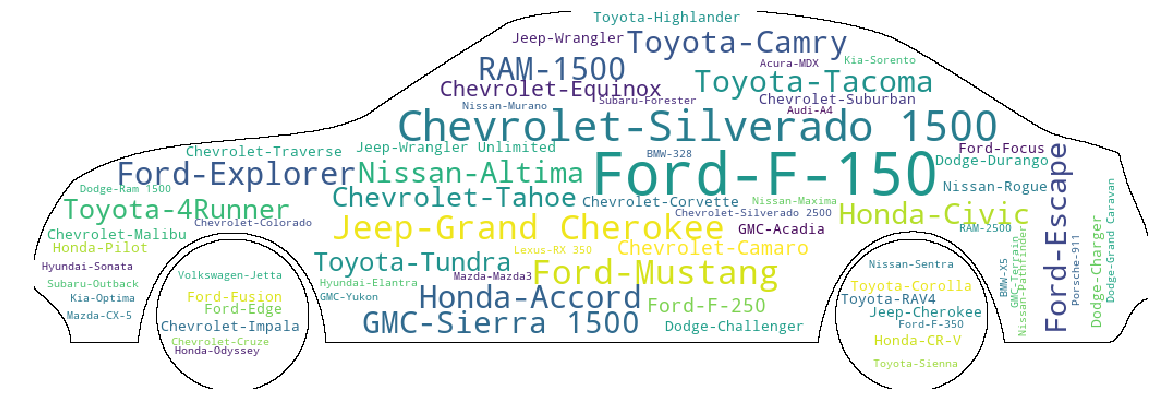 Toyota-Highlander
Jeep-Wrangler
Toyota-Camry
Acura-MDX
Kia-Sorento
RAM-1500
Toyota-Tacoma
Chevrolet-Equinox
Subaru-Forester
Chevrolet-Suburban
Nissan-Murano
Audi-A4
Chevrolet-Silverado 1500
Chevrolet-Traverse
Jeep-Wrangler Unlimited
BMW-328
Ford-Focus
Ford-Explorer
Nissan-Altima
Ford-F-150
Dodge-Durango
Dodge-Ram 1500
Nissan-Rogue
Chevrolet-Tahoe
Chevrolet-Corvette
Nissan-Maxima
Toyota-4Runner
Chevrolet-Colorado
Chevrolet-Silverado 2500
Honda-Civic
Jeep-Grand Cherokee
GMC-Acadia
RAM-2500
Chevrolet-Malibu
Honda-Pilot
Lexus-RX 350
Chevrolet-Camaro
Hyundai-Sonata
Toyota-Tundra
Mazda-Mazda3
Ford-Mustang
Volkswagen-Jetta
Subaru-Outback
Hyundai-Elantra
Nissan-Sentra
Kia-Optima
Ford-Fusion
GMC-Yukon
Honda-Accord
Ford-F-250
Toyota-Corolla
Toyota-RAV4
Ford-Edge
Mazda-CX-5
Jeep-Cherokee
Chevrolet-Impala
GMC-Sierra 1500
Dodge-Challenger
Ford-F-350
Chevrolet-Cruze
Honda-CR-V
Honda-Odyssey
Toyota-Sienna
BMW-X5
GMC-Terrain
Nissan-Pathfinder
Ford-Escape
Porsche-911
Dodge-Charger
Dodge-Grand Caravan